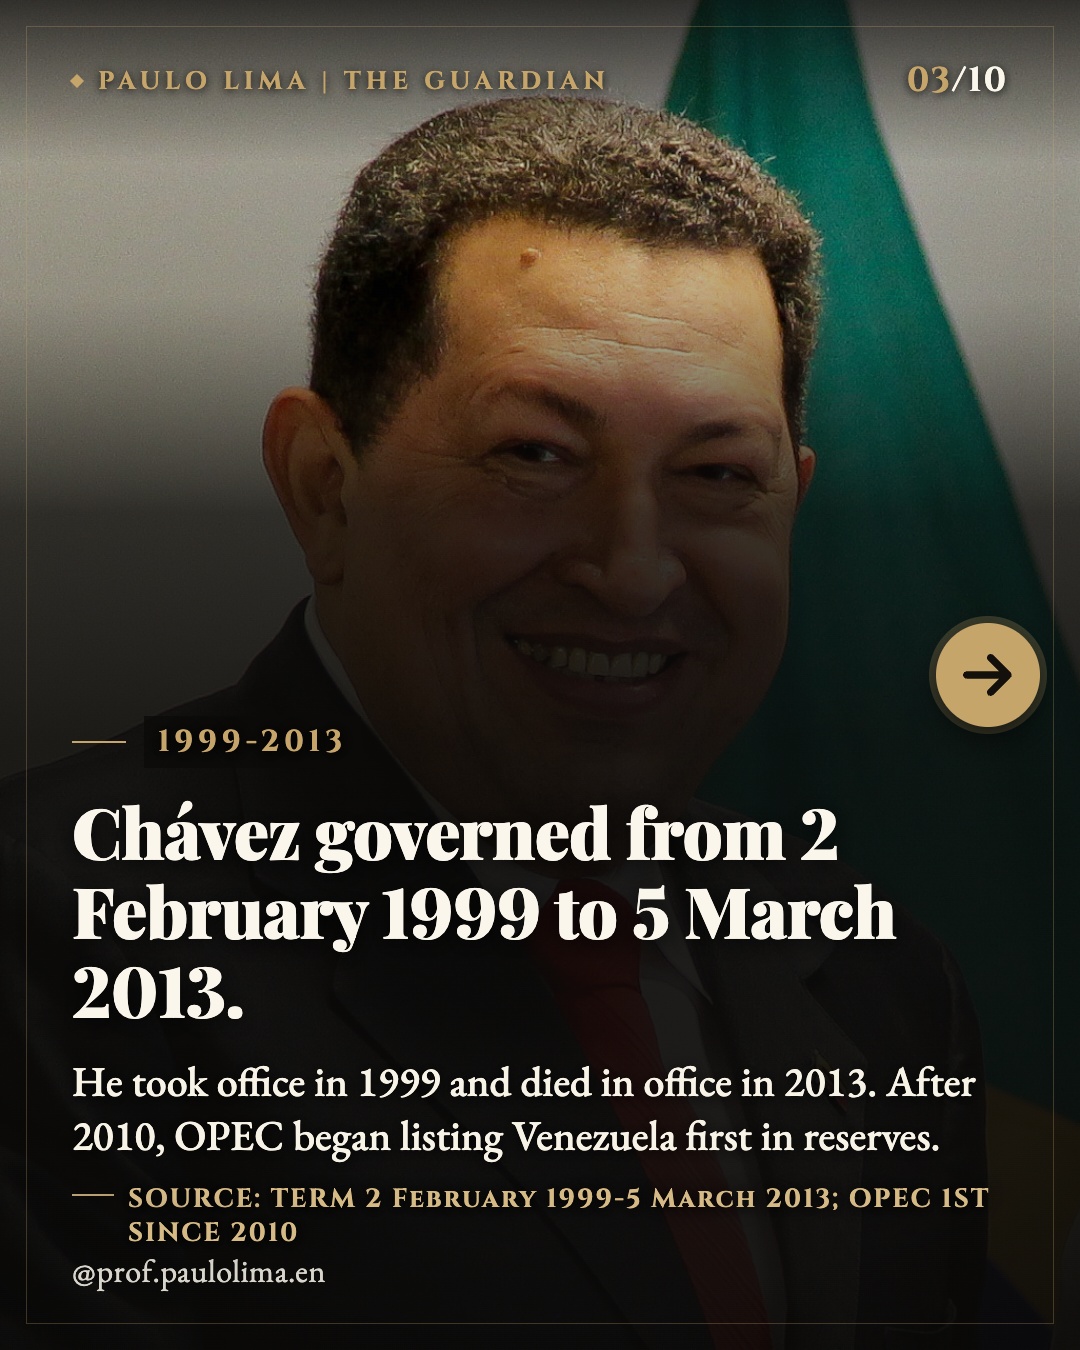 PAULO LIMA | THE GUARDIAN
03/10
1999-2013
Chávez governed from 2
February 1999 to 5 March
2013.
He took office in 1999 and died in office in 2013. After
2010, OPEC began listing Venezuela first in reserves.
SOURCE: TERM 2 February 1999-5 March 2013; OPEC 1ST
SINCE 2010
@prof.paulolima.en